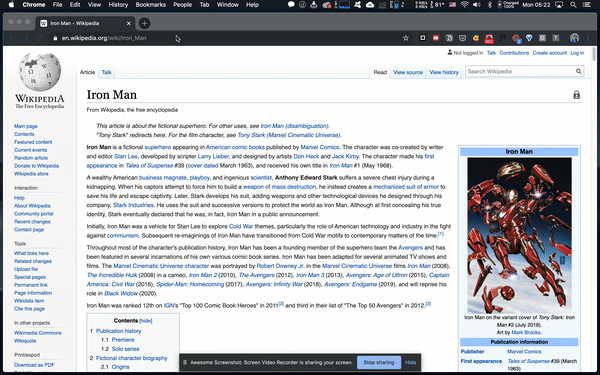 Chrome File Edit View History Bookmarks People Tab Window Help
Mon 05:22
Iron Man - Wikipedia
en.wikipedia.org/wiki/Iron_Man
Not logged in Talk Contributions Create account Log in
Article Talk Read View source View history Search Wikipedia
WIKIPEDIA
The Free Encyclopedia
Main page
Contents
Featured content
Current events
Random article
Donate to Wikipedia
Wikipedia store
Interaction
Help
About Wikipedia
Community portal
Recent changes
Contact page
Tools
What links here
Related changes
Upload file
Special pages
Permanent link
Page information
Wikidata item
Cite this page
In other projects
Wikimedia Commons
Wikiquote
Print/export
Download as PDF
Iron Man
From Wikipedia, the free encyclopedia
This article is about the fictional superhero. For other uses, see Iron Man (disambiguation).
"Tony Stark" redirects here. For the film character, see Tony Stark (Marvel Cinematic Universe).
Iron Man is a fictional superhero appearing in American comic books published by Marvel Comics. The character was co-created by writer
and editor Stan Lee, developed by scripter Larry Lieber, and designed by artists Don Heck and Jack Kirby. The character made his first
appearance in Tales of Suspense #39 (cover dated March 1963), and received his own title in Iron Man #1 (May 1968).
A wealthy American business magnate, playboy, and ingenious scientist, Anthony Edward Stark suffers a severe chest injury during a
kidnapping. When his captors attempt to force him to build a weapon of mass destruction, he instead creates a mechanized suit of armor to
save his life and escape captivity. Later, Stark develops his suit, adding weapons and other technological devices he designed through his
company, Stark Industries. He uses the suit and successive versions to protect the world as Iron Man. Although at first concealing his true
identity, Stark eventually declared that he was, in fact, Iron Man in a public announcement.
Initially, Iron Man was a vehicle for Stan Lee to explore Cold War themes, particularly the role of American technology and industry in the fight
against communism. Subsequent re-imaginings of Iron Man have transitioned from Cold War motifs to contemporary matters of the time.[1]
Throughout most of the character's publication history, Iron Man has been a founding member of the superhero team the Avengers and has
been featured in several incarnations of his own various comic book series. Iron Man has been adapted for several animated TV shows and
films. The Marvel Cinematic Universe character was portrayed by Robert Downey Jr. in the Marvel Cinematic Universe films Iron Man (2008),
The Incredible Hulk (2008) in a cameo, Iron Man 2 (2010), The Avengers (2012), Iron Man 3 (2013), Avengers: Age of Ultron (2015), Captain
America: Civil War (2016), Spider-Man: Homecoming (2017), Avengers: Infinity War (2018), Avengers: Endgame (2019), and will reprise his
role in Black Widow (2020).
Iron Man was ranked 12th on IGN's "Top 100 Comic Book Heroes" in 2011[2] and third in their list of "The Top 50 Avengers" in 2012.[3]
Contents [hide]
1 Publication history
1.1 Premiere
1.2 Solo series
2 Fictional character biography
2.1 Origins
Iron Man
Iron Man on the variant cover of Tony Stark: Iron
Man #2 (July 2018).
Art by Mark Brooks.
Publication information
Publisher Marvel Comics
First appearance Tales of Suspense #39
(March 1963)
Awesome Screenshot: Screen Video Recorder is sharing your screen. Stop sharing Hide